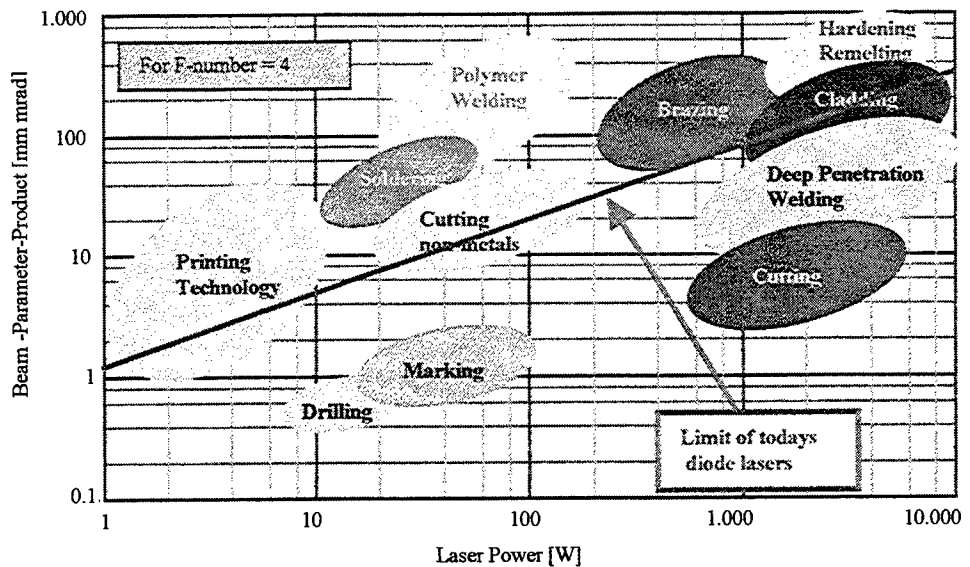 1.000
For F-number = 4
Hardening
Remelting
Polymer
Welding
Brazing
Cladding
100
Soldering
Deep Penetration
Welding
Cutting
non-metals
10
Printing
Technology
Cutting
1
Marking
Drilling
Limit of todays
diode lasers
0.1
1
10
100
1.000
10.000
Laser Power [W]
Beam -Parameter-Product [mm mrad]